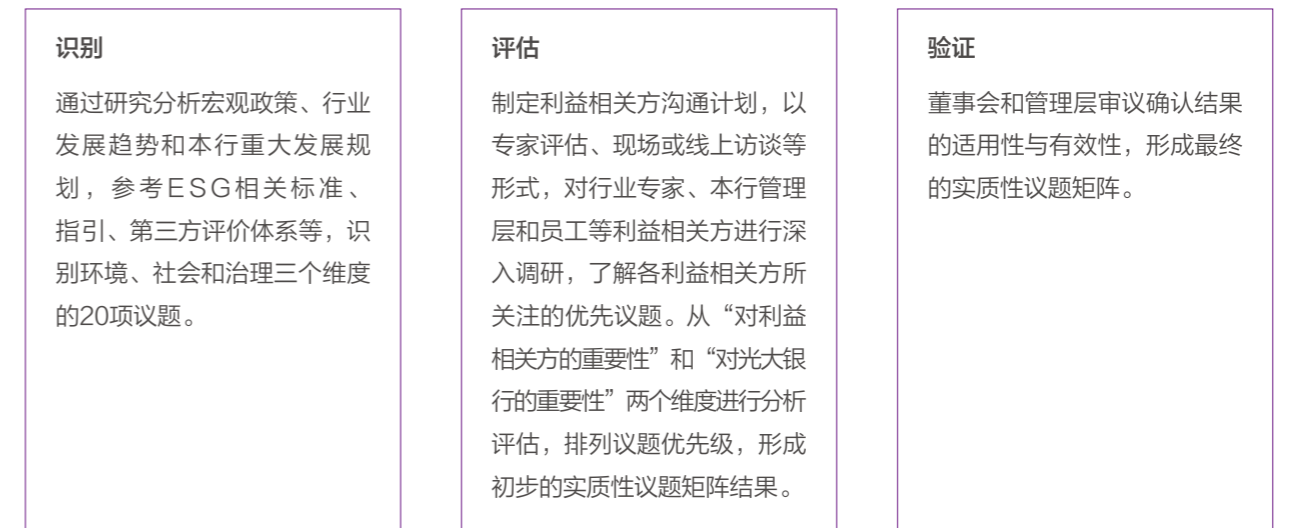 识别
通过研究分析宏观政策、行业
发展趋势和本行重大发展规
划，参考ESG相关标准、
指引、第三方评价体系等，识
别环境、社会和治理三个维度
的20项议题。
评估
制定利益相关方沟通计划，以
专家评估、现场或线上访谈等
形式，对行业专家、本行管理
层和员工等利益相关方进行深
入调研，了解各利益相关方所
关注的优先议题。从“对利益
相关方的重要性”和“对光大银
行的重要性”两个维度进行分析
评估，排列议题优先级，形成
初步的实质性议题矩阵结果。
验证
董事会和管理层审议确认结果
的适用性与有效性，形成最终
的实质性议题矩阵。